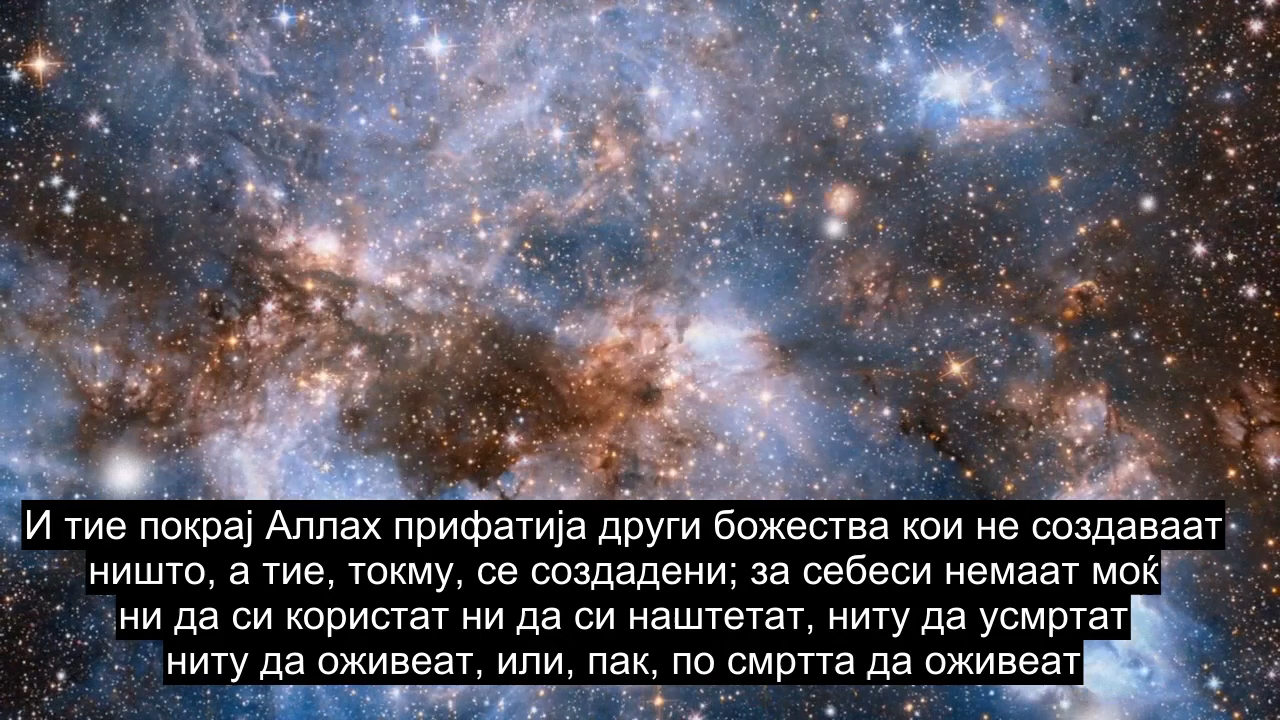 И тие покрај Аллах прифатија други божества кои не создаваат
ништо, а тие, токму, се создадени; за себеси немаат моќ
ни да си користат ни да си наштетат, ниту да усмртат
ниту да оживеат, или, пак, по смртта да оживеат